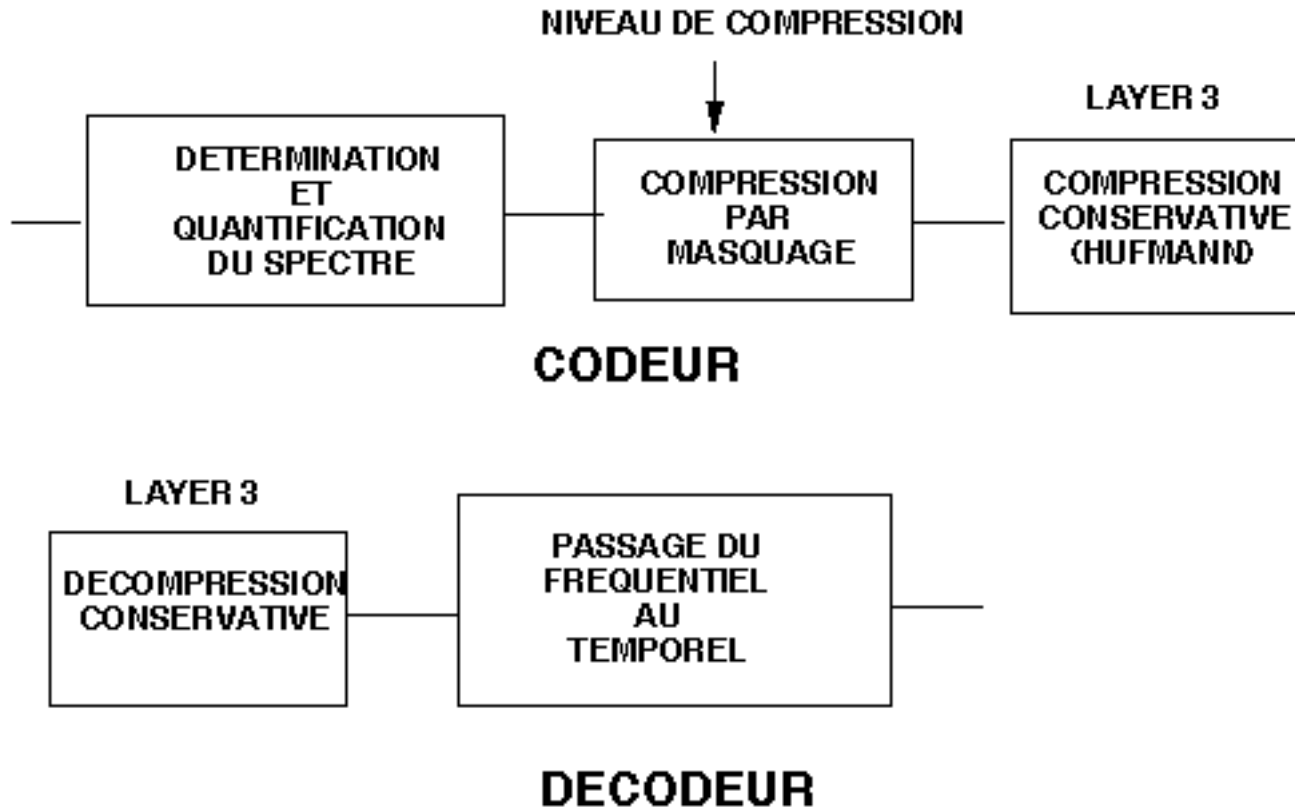 NIVEAU DE COMPRESSION
LAYER 3
DETERMINATION
ET
QUANTIFICATION
DU SPECTRE
COMPRESSION
PAR
MASQUAGE
COMPRESSION
CONSERVATIVE
(HUFMANN)
CODEUR
LAYER 3
DECOMPRESSION
CONSERVATIVE
PASSAGE DU
FREQUENTIEL
AU
TEMPOREL
DECODEUR